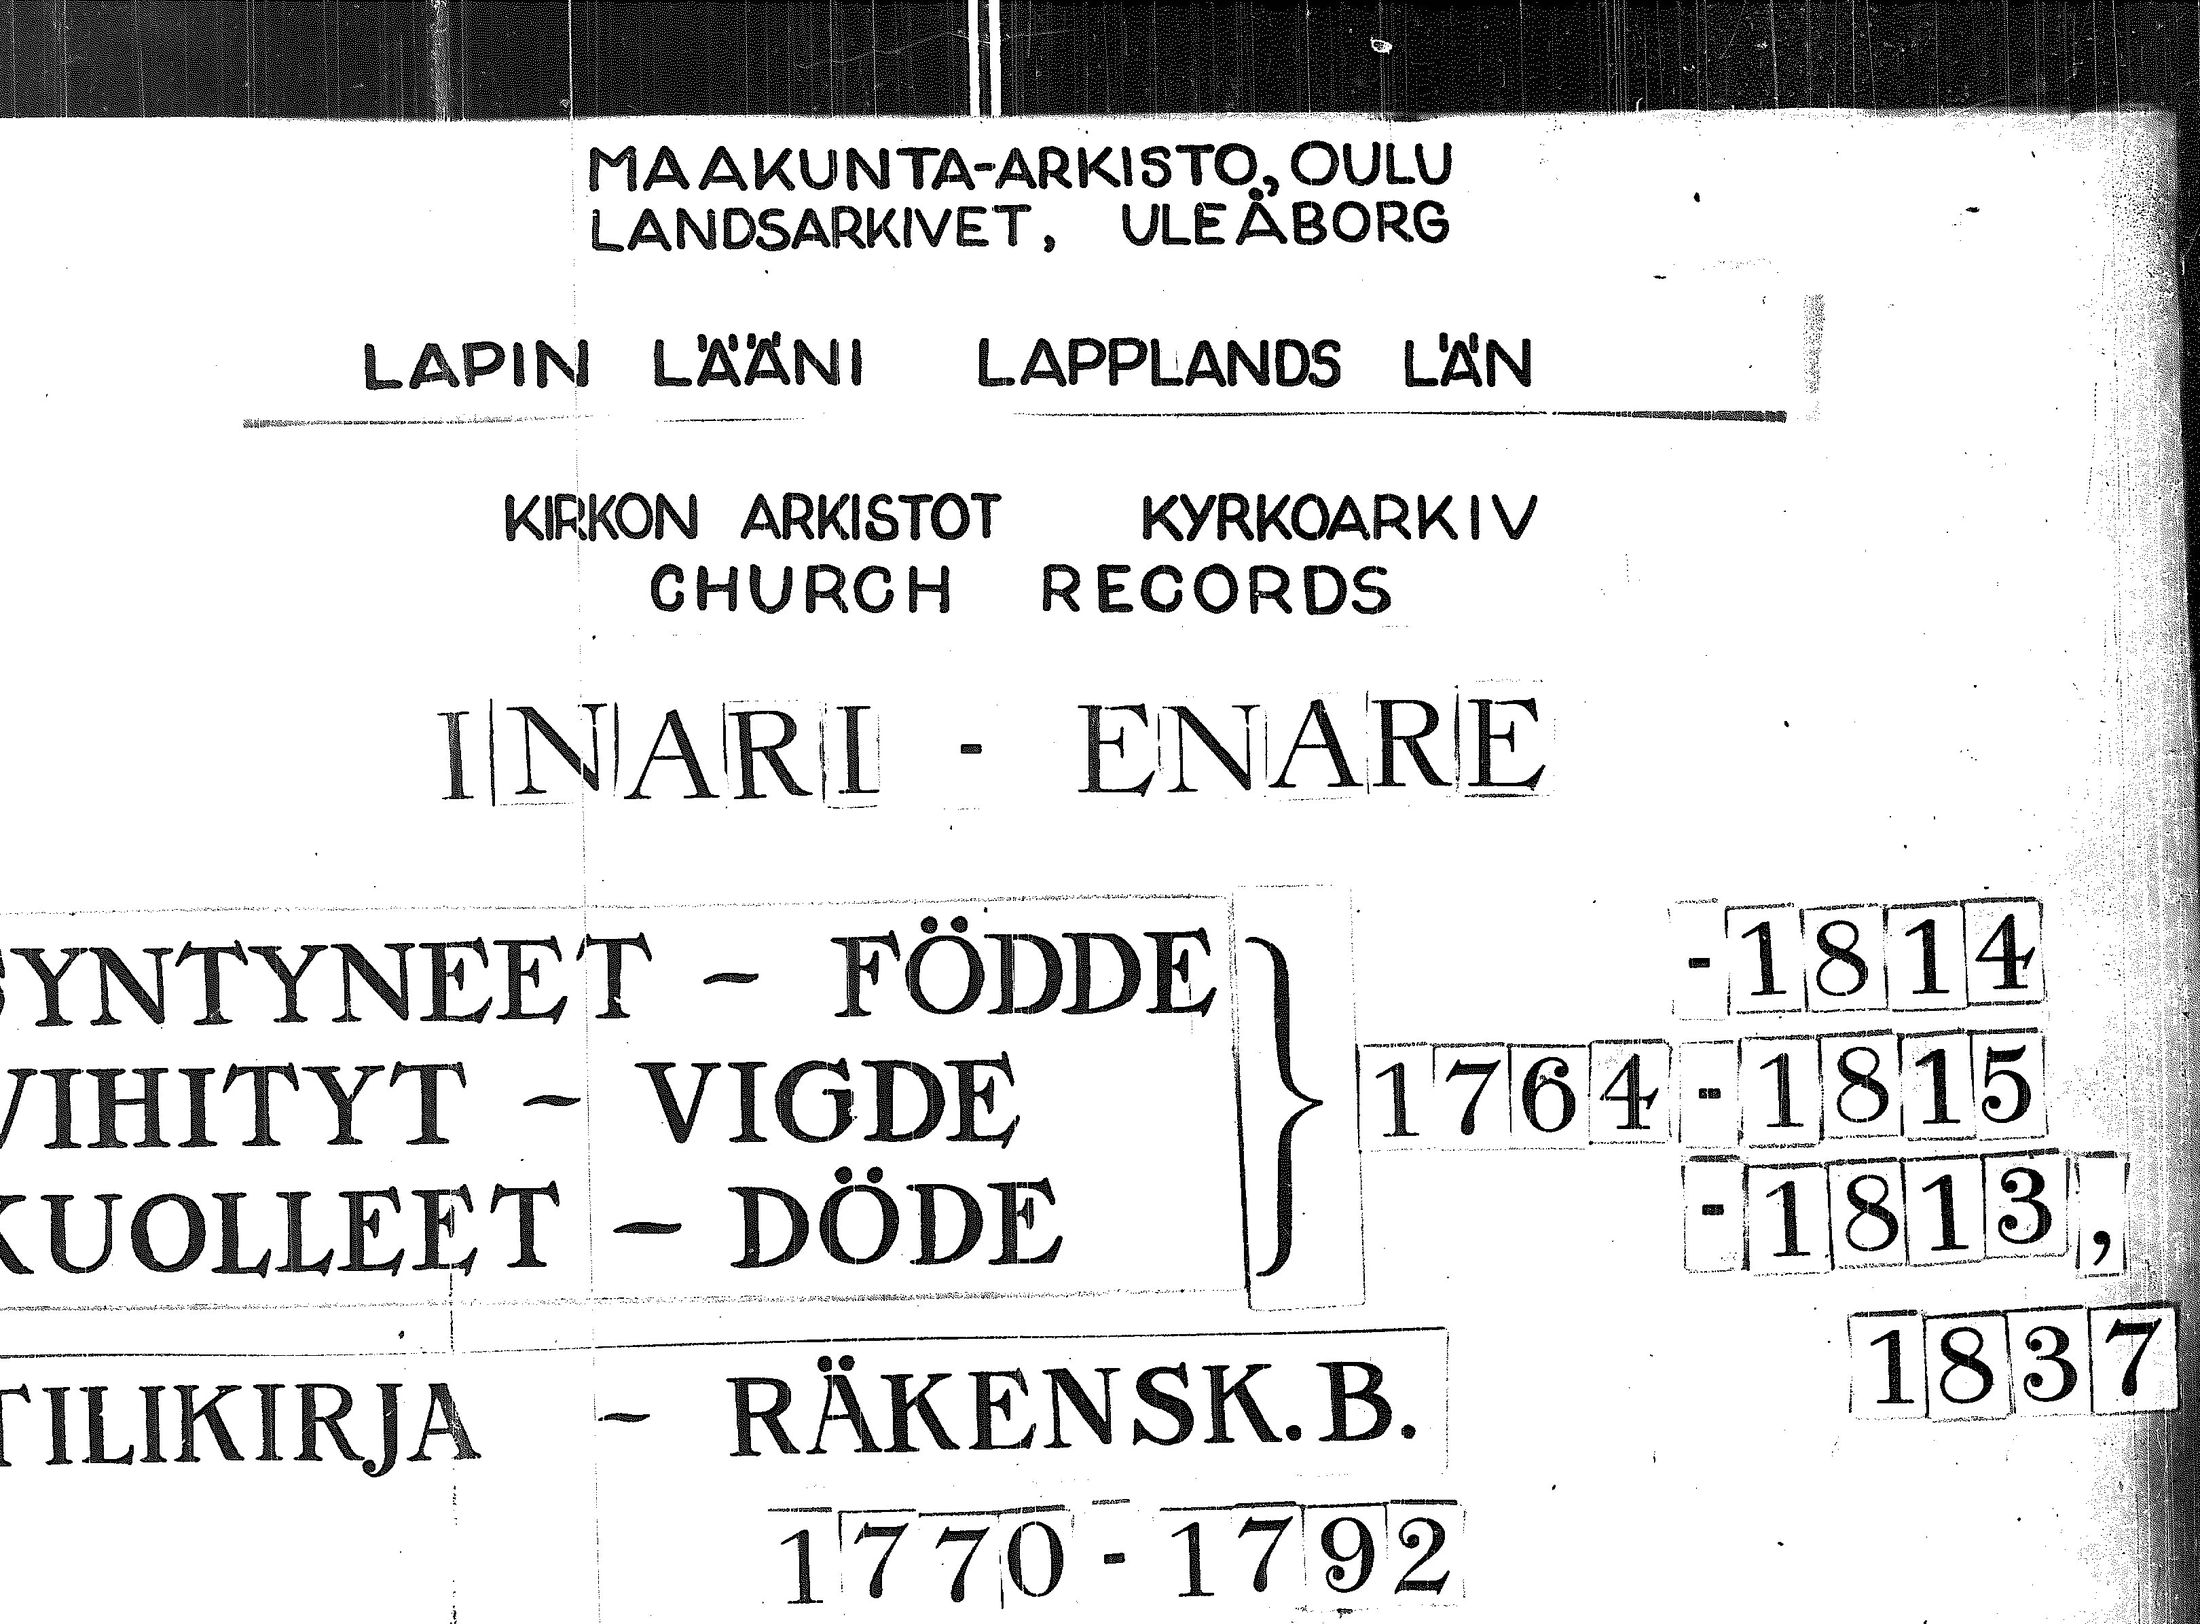 MAAKUNTA-ARKISTO, OULU
LANDSARKIVET, ULEÅBORG
LAPIN LÄÄNI LAPPLANDS LÄN
KIRKON ARKISTOT KYRKOARKIV
CHURCH RECORDS
INARI - ENARE
SYNTYNEET - FÖDDE } -1814
VIHITYT - VIGDE 1764-1815
KUOLLEET - DÖDE -1813,
1837
TILIKIRJA - RÄKENSK.B.
1770-1792